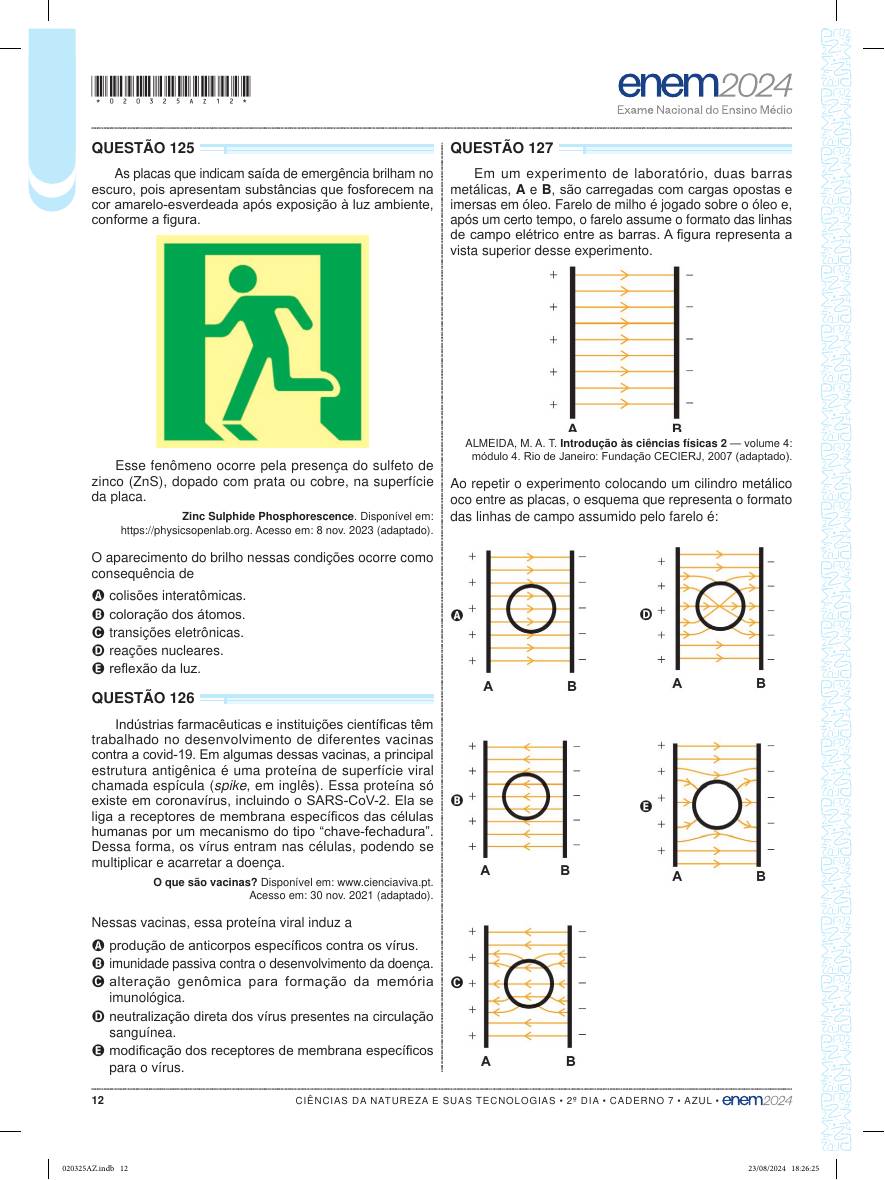 *020325AZ12*
enem2024
Exame Nacional do Ensino Médio
QUESTÃO 125
As placas que indicam saída de emergência brilham no
escuro, pois apresentam substâncias que fosforecem na
cor amarelo-esverdeada após exposição à luz ambiente,
conforme a figura.
Esse fenômeno ocorre pela presença do sulfeto de
zinco (ZnS), dopado com prata ou cobre, na superfície
da placa.
Zinc Sulphide Phosphorescence. Disponível em:
https://physicsopenlab.org. Acesso em: 8 nov. 2023 (adaptado).
O aparecimento do brilho nessas condições ocorre como
consequência de
A colisões interatômicas.
B coloração dos átomos.
C transições eletrônicas.
D reações nucleares.
E reflexão da luz.
QUESTÃO 126
Indústrias farmacêuticas e instituições científicas têm
trabalhado no desenvolvimento de diferentes vacinas
contra a covid-19. Em algumas dessas vacinas, a principal
estrutura antigênica é uma proteína de superfície viral
chamada espícula (spike, em inglês). Essa proteína só
existe em coronavírus, incluindo o SARS-CoV-2. Ela se
liga a receptores de membrana específicos das células
humanas por um mecanismo do tipo “chave-fechadura”.
Dessa forma, os vírus entram nas células, podendo se
multiplicar e acarretar a doença.
O que são vacinas? Disponível em: www.cienciaviva.pt.
Acesso em: 30 nov. 2021 (adaptado).
Nessas vacinas, essa proteína viral induz a
A produção de anticorpos específicos contra os vírus.
B imunidade passiva contra o desenvolvimento da doença.
C alteração genômica para formação da memória
imunológica.
D neutralização direta dos vírus presentes na circulação
sanguínea.
E modificação dos receptores de membrana específicos
para o vírus.
QUESTÃO 127
Em um experimento de laboratório, duas barras
metálicas, A e B, são carregadas com cargas opostas e
imersas em óleo. Farelo de milho é jogado sobre o óleo e,
após um certo tempo, o farelo assume o formato das linhas
de campo elétrico entre as barras. A figura representa a
vista superior desse experimento.
+ −
+ −
+ −
+ −
+ −
A B
ALMEIDA, M. A. T. Introdução às ciências físicas 2 — volume 4:
módulo 4. Rio de Janeiro: Fundação CECIERJ, 2007 (adaptado).
Ao repetir o experimento colocando um cilindro metálico
oco entre as placas, o esquema que representa o formato
das linhas de campo assumido pelo farelo é:
+ −
+ −
A + −
+ −
+ −
A B
+ −
+ −
D + −
+ −
+ −
A B
+ −
+ −
B + −
+ −
+ −
A B
+ −
+ −
E + −
+ −
+ −
A B
+ −
+ −
C + −
+ −
+ −
A B
12
CIÊNCIAS DA NATUREZA E SUAS TECNOLOGIAS • 2º DIA • CADERNO 7 • AZUL • enem2024
020325AZ.indb 12
23/08/2024 18:26:25